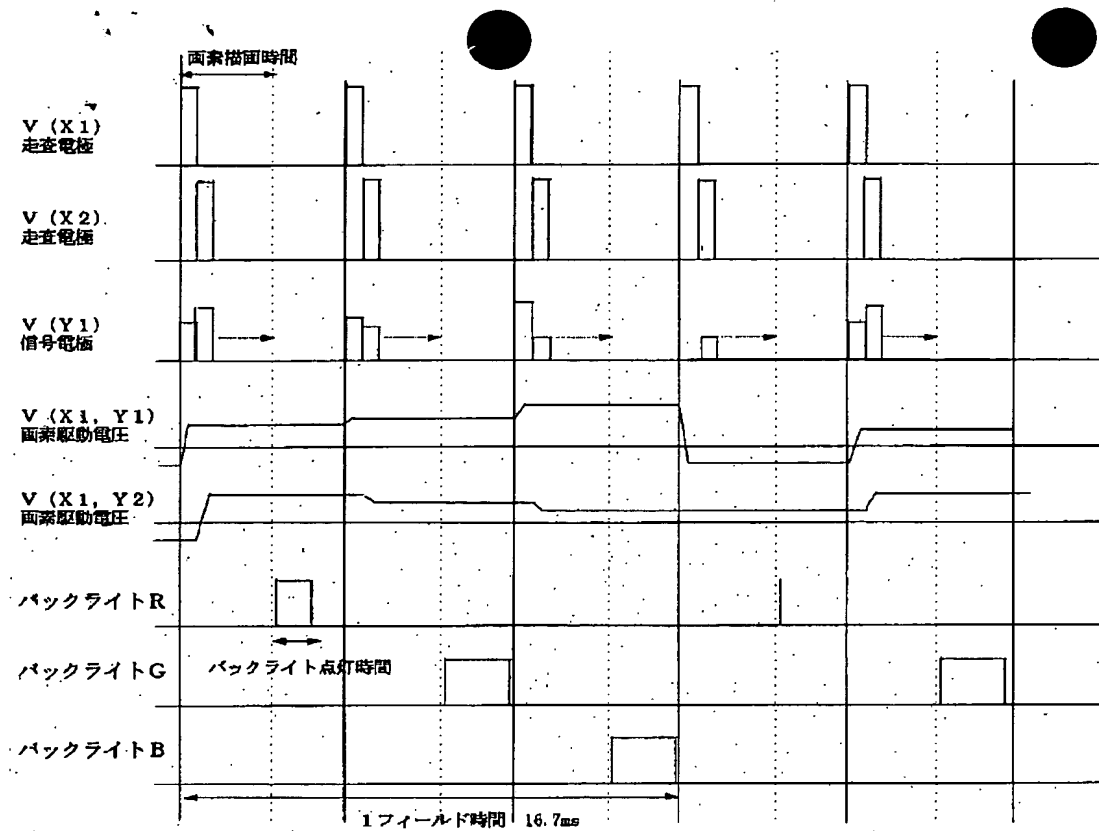 画素描画時間
V (X1)
走査電極
V (X2)
走査電極
V (Y1)
信号電極
V (X1, Y1)
画素駆動電圧
V (X1, Y2)
画素駆動電圧
バックライトR
バックライト点灯時間
バックライトG
バックライトB
1フィールド時間 16.7ms